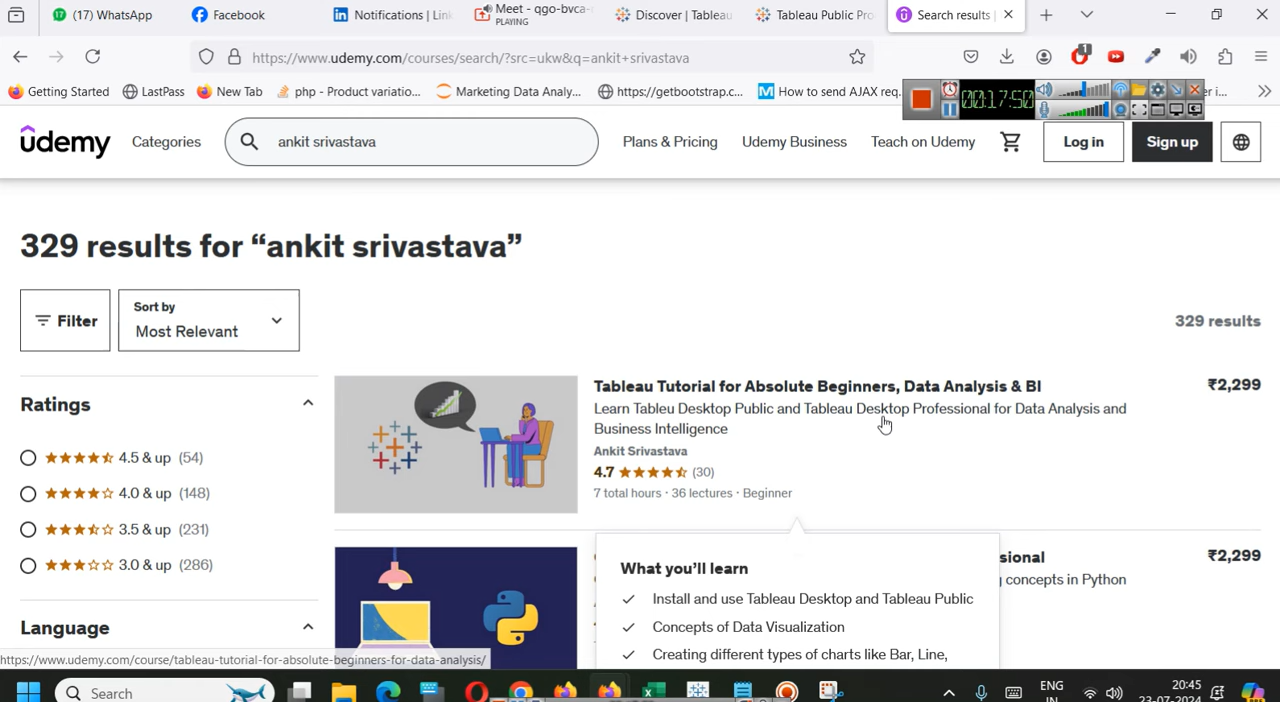 (17) WhatsApp
Facebook
Notifications | Link
Meet - qgo-bvca-
PLAYING
Discover | Tableau
Tableau Public Pro
Search results |
https://www.udemy.com/courses/search/?src=ukw&q=ankit+srivastava
1
Getting Started
LastPass
New Tab
php - Product variatio...
Marketing Data Analy...
https://getbootstrap.c...
How to send AJAX req...
00:17:50
ûdemy
Categories
ankit srivastava
Plans & Pricing
Udemy Business
Teach on Udemy
Log in
Sign up
329 results for “ankit srivastava”
Filter
Sort by
Most Relevant
329 results
Ratings
4.5 & up (54)
4.0 & up (148)
3.5 & up (231)
3.0 & up (286)
Language
Tableau Tutorial for Absolute Beginners, Data Analysis & BI
₹2,299
Learn Tableu Desktop Public and Tableau Desktop Professional for Data Analysis and
Business Intelligence
Ankit Srivastava
4.7 (30)
7 total hours · 36 lectures · Beginner
sional
₹2,299
concepts in Python
What you’ll learn
Install and use Tableau Desktop and Tableau Public
Concepts of Data Visualization
Creating different types of charts like Bar, Line,
https://www.udemy.com/course/tableau-tutorial-for-absolute-beginners-for-data-analysis/
Search
ENG
IN
20:45
23-07-2024